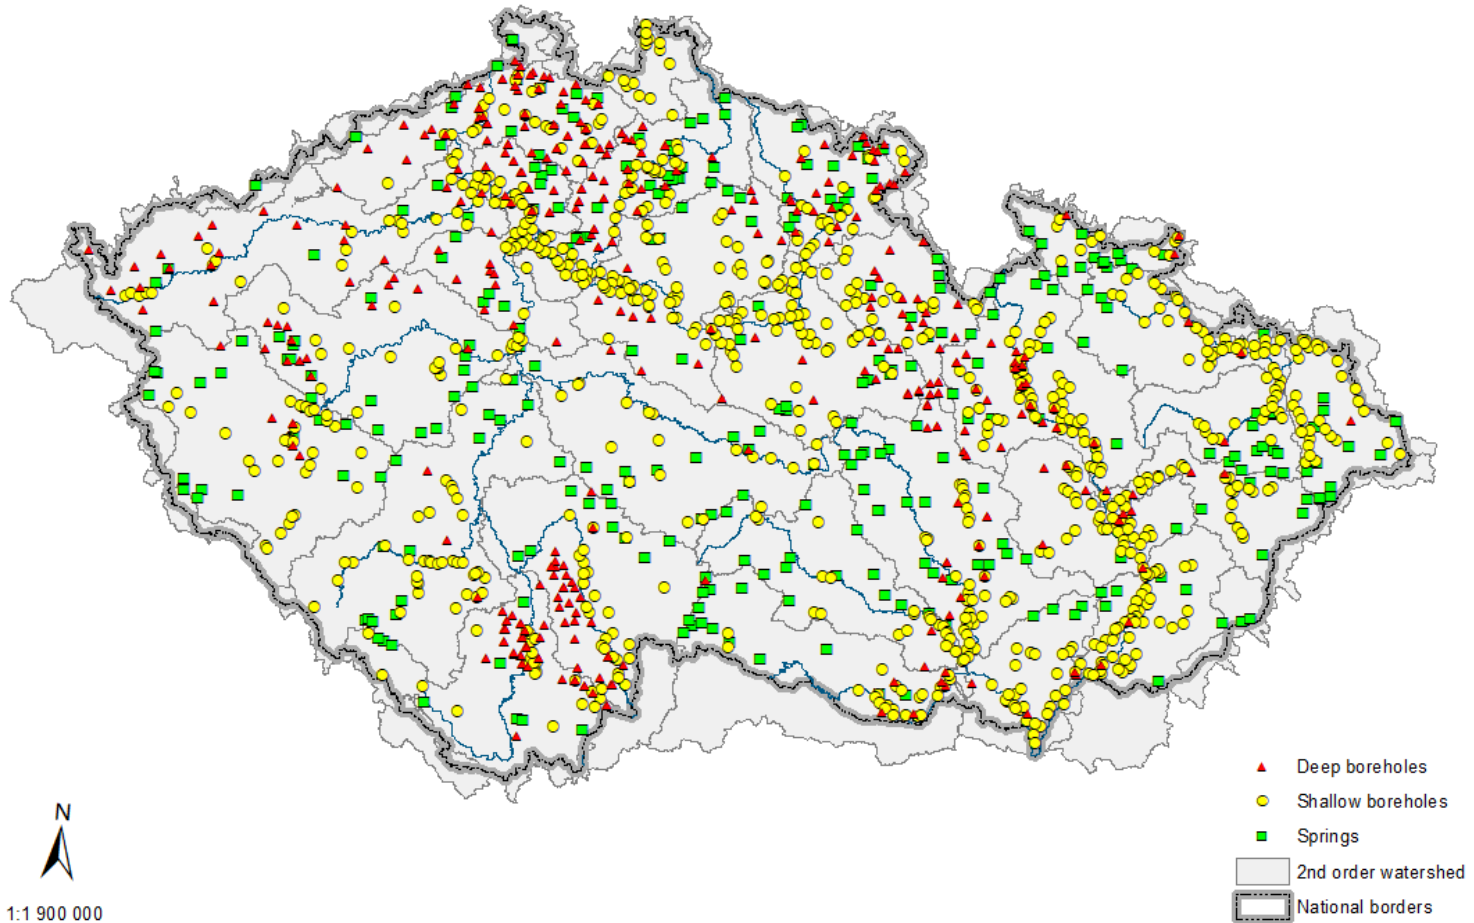 Deep boreholes
Shallow boreholes
Springs
2nd order watershed
National borders
N
1:1 900 000